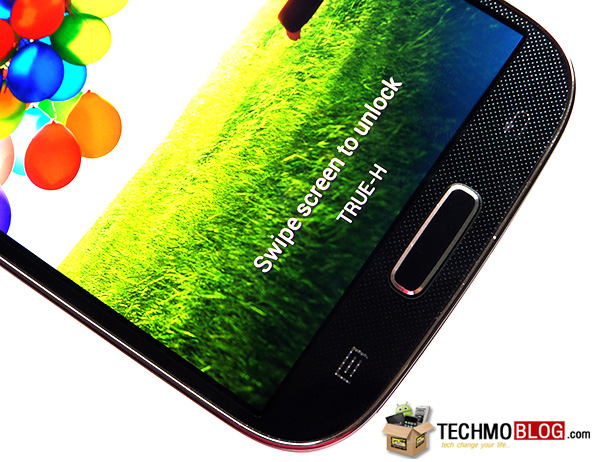 Swipe screen to unlock
TRUE-H
TECHMOBLOG.com
tech change your life..